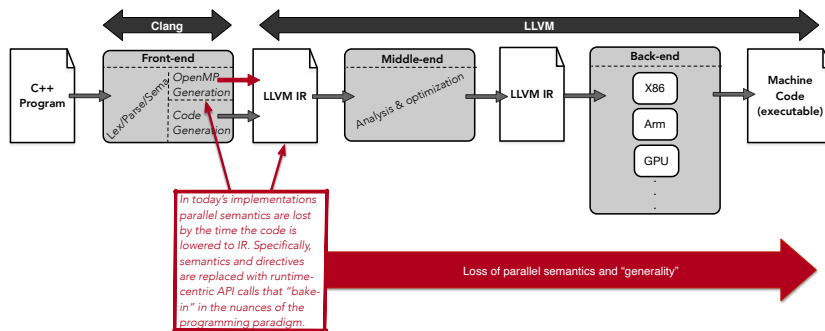 Clang
LLVM
C++
Program
Front-end
Lex/Parse/Sema
OpenMP
Generation
Code
Generation
LLVM IR
Middle-end
Analysis & optimization
LLVM IR
Back-end
X86
Arm
GPU
.
.
.
Machine
Code
(executable)
In today's implementations
parallel semantics are lost
by the time the code is
lowered to IR. Specifically,
semantics and directives
are replaced with runtime-
centric API calls that "bake-
in" in the nuances of the
programming paradigm.
Loss of parallel semantics and "generality"